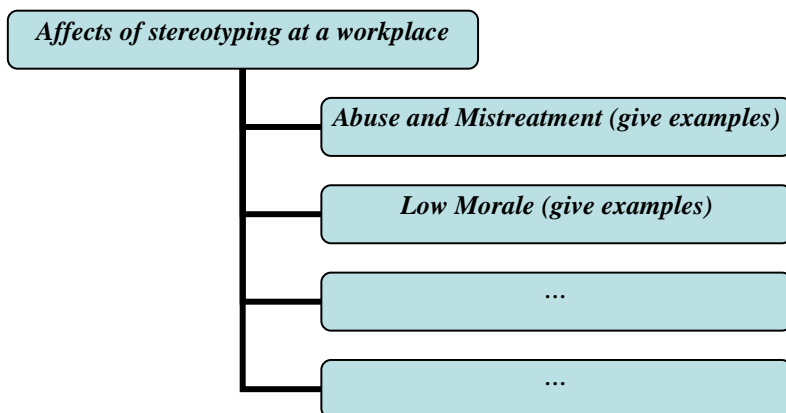 Affects of stereotyping at a workplace
Abuse and Mistreatment (give examples)
Low Morale (give examples)
...
...